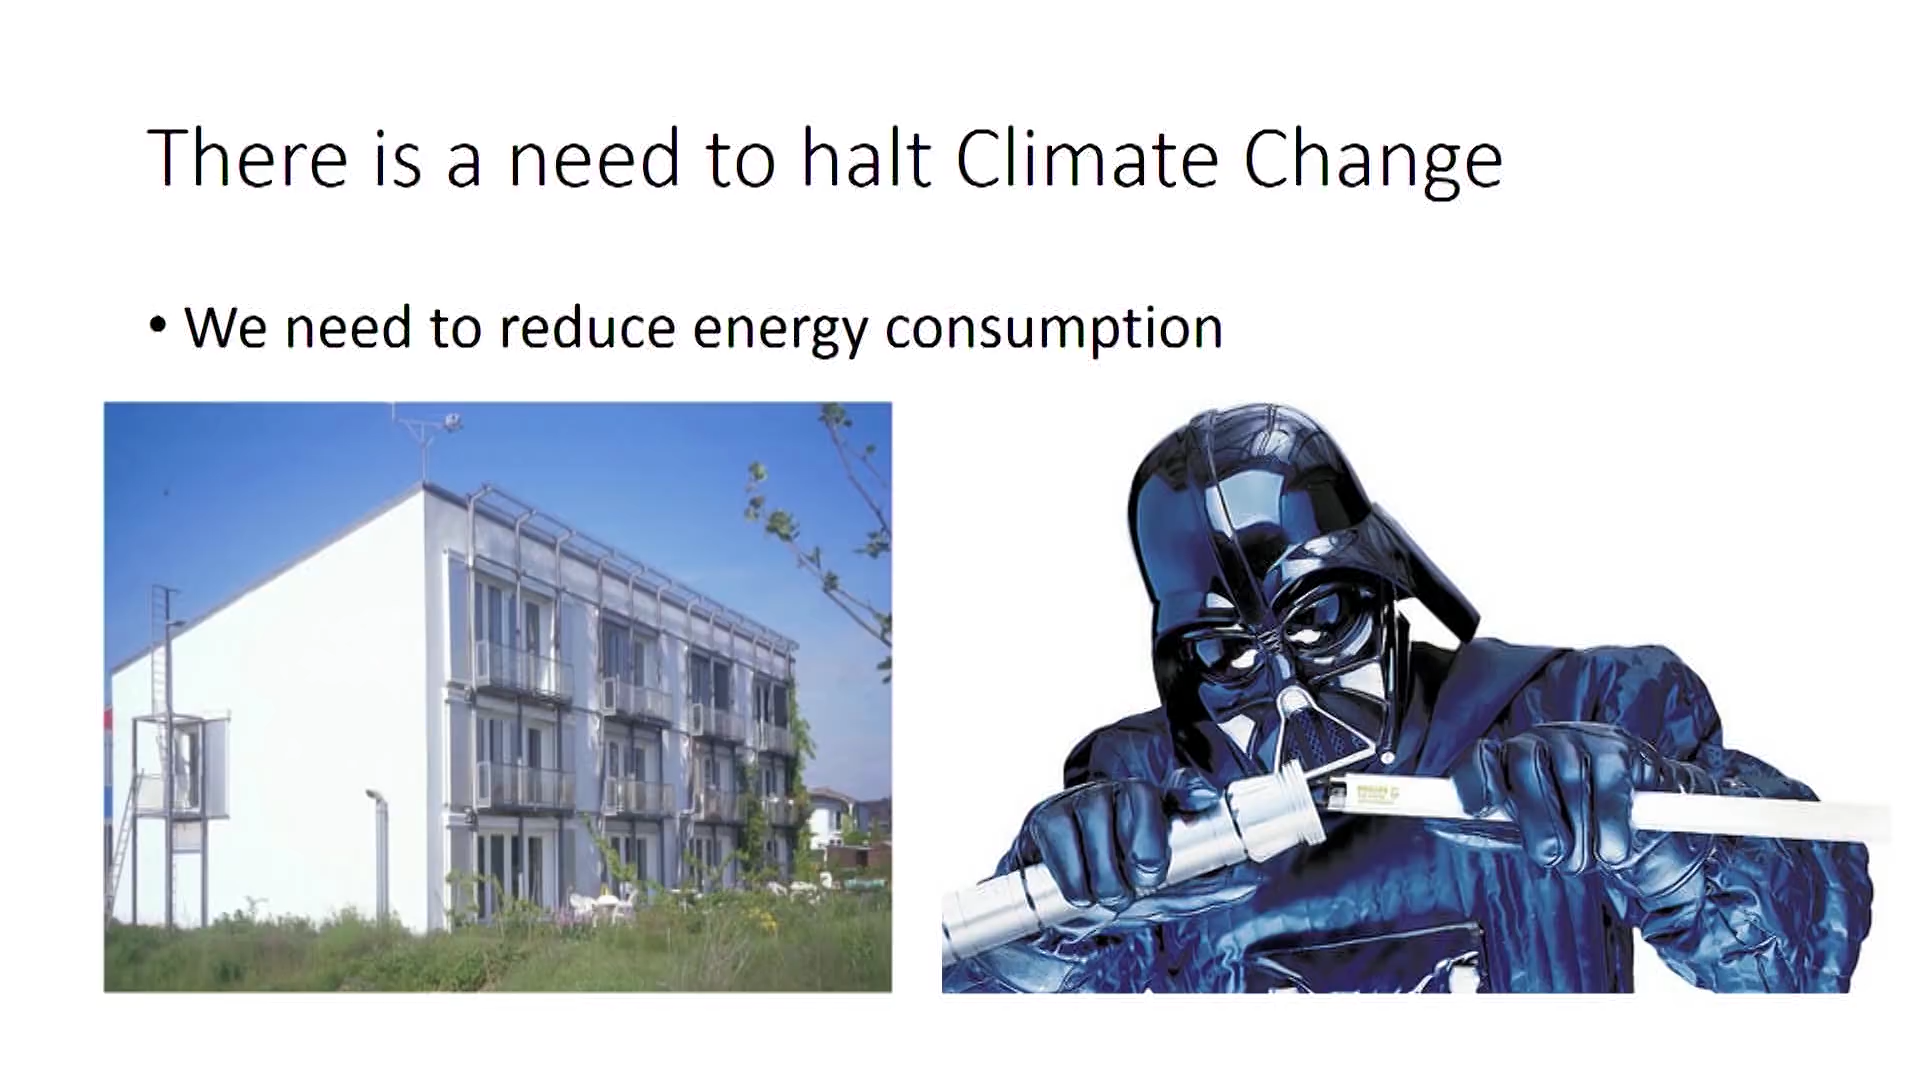 There is a need to halt Climate Change
• We need to reduce energy consumption